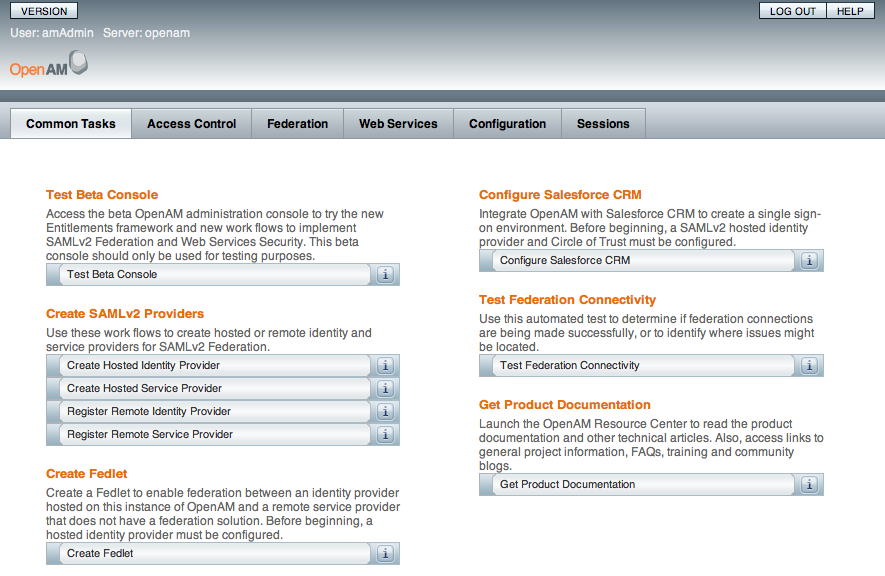 VERSION
LOG OUT HELP
User: amAdmin Server: openam
OpenAM
Common Tasks Access Control Federation Web Services Configuration Sessions
Test Beta Console
Access the beta OpenAM administration console to try the new
Entitlements framework and new work flows to implement
SAMLv2 Federation and Web Services Security. This beta
console should only be used for testing purposes.
Test Beta Console
i
Create SAMLv2 Providers
Use these work flows to create hosted or remote identity and
service providers for SAMLv2 Federation.
Create Hosted Identity Provider
i
Create Hosted Service Provider
i
Register Remote Identity Provider
i
Register Remote Service Provider
i
Create Fedlet
Create a Fedlet to enable federation between an identity provider
hosted on this instance of OpenAM and a remote service provider
that does not have a federation solution. Before beginning, a
hosted identity provider must be configured.
Create Fedlet
i
Configure Salesforce CRM
Integrate OpenAM with Salesforce CRM to create a single sign-
on environment. Before beginning, a SAMLv2 hosted identity
provider and Circle of Trust must be configured.
Configure Salesforce CRM
i
Test Federation Connectivity
Use this automated test to determine if federation connections
are being made successfully, or to identify where issues might
be located.
Test Federation Connectivity
i
Get Product Documentation
Launch the OpenAM Resource Center to read the product
documentation and other technical articles. Also, access links to
general project information, FAQs, training and community
blogs.
Get Product Documentation
i